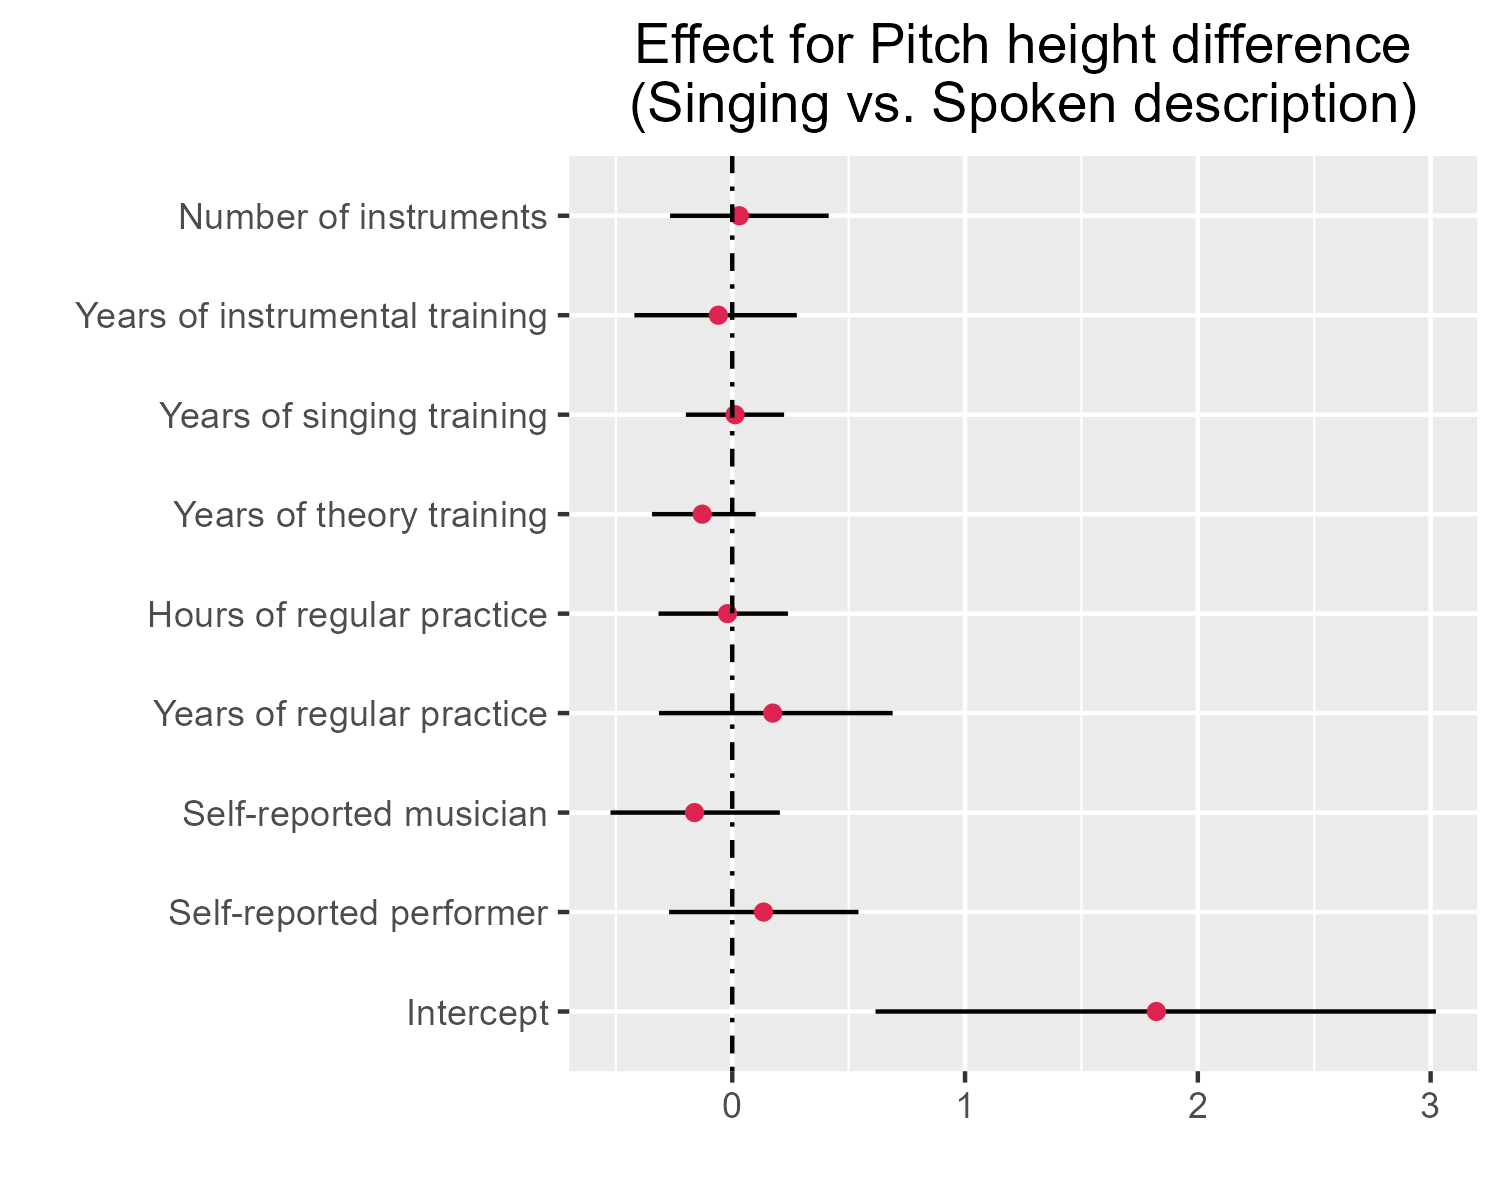 Effect for Pitch height difference
(Singing vs. Spoken description)
Number of instruments
Years of instrumental training
Years of singing training
Years of theory training
Hours of regular practice
Years of regular practice
Self-reported musician
Self-reported performer
Intercept
0 1 2 3